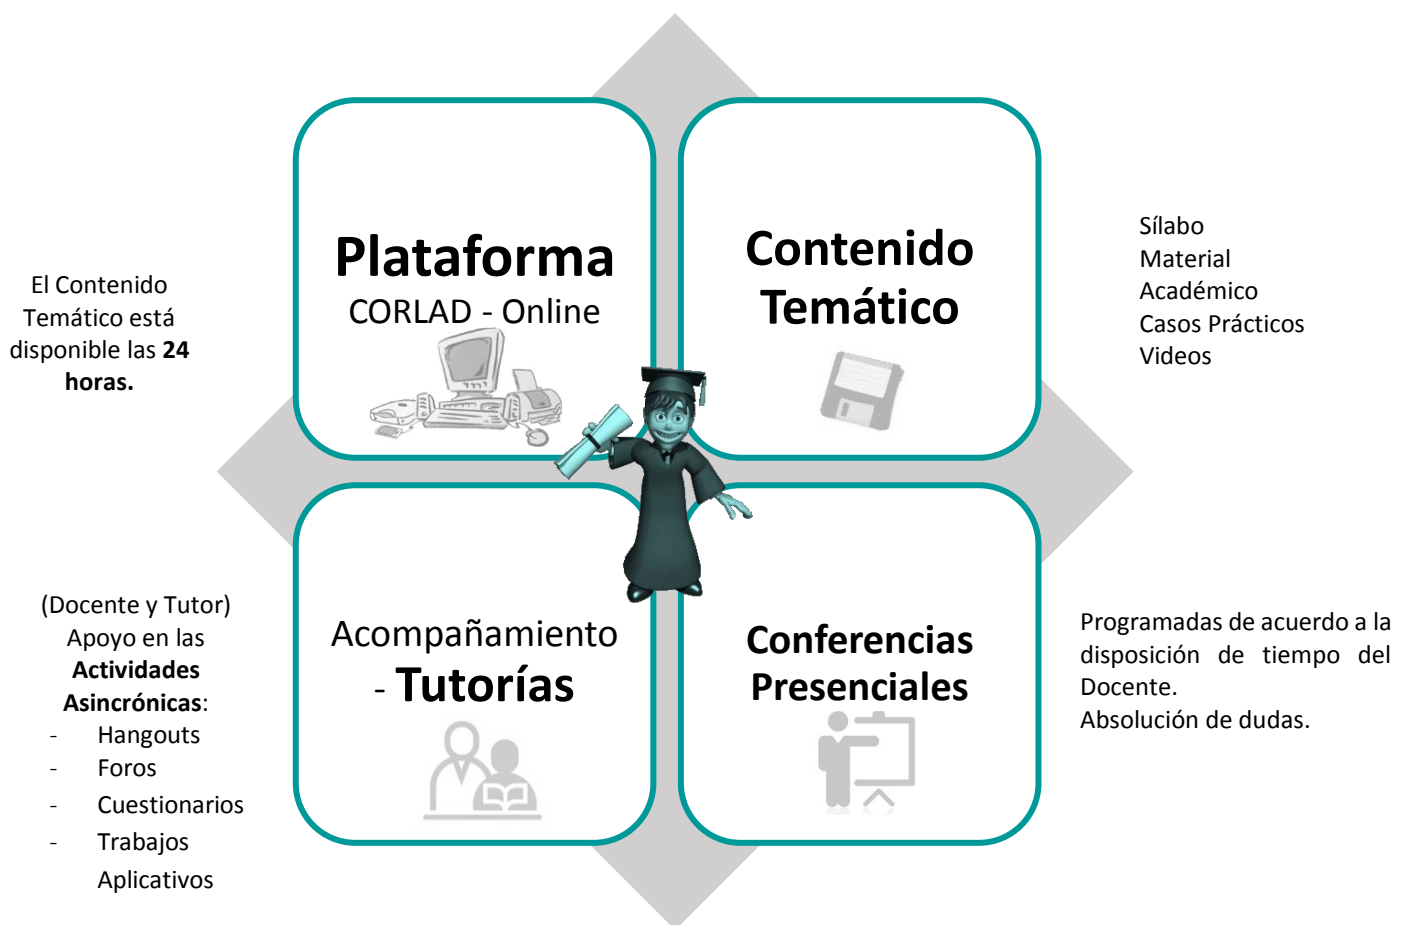 Plataforma
CORLAD - Online
El Contenido
Temático está
disponible las 24
horas.
Contenido
Temático
Sílabo
Material
Académico
Casos Prácticos
Videos
Acompañamiento
- Tutorías
(Docente y Tutor)
Apoyo en las
Actividades
Asincrónicas:
- Hangouts
- Foros
- Cuestionarios
- Trabajos
Aplicativos
Conferencias
Presenciales
Programadas de acuerdo a la
disposición de tiempo del
Docente.
Absolución de dudas.